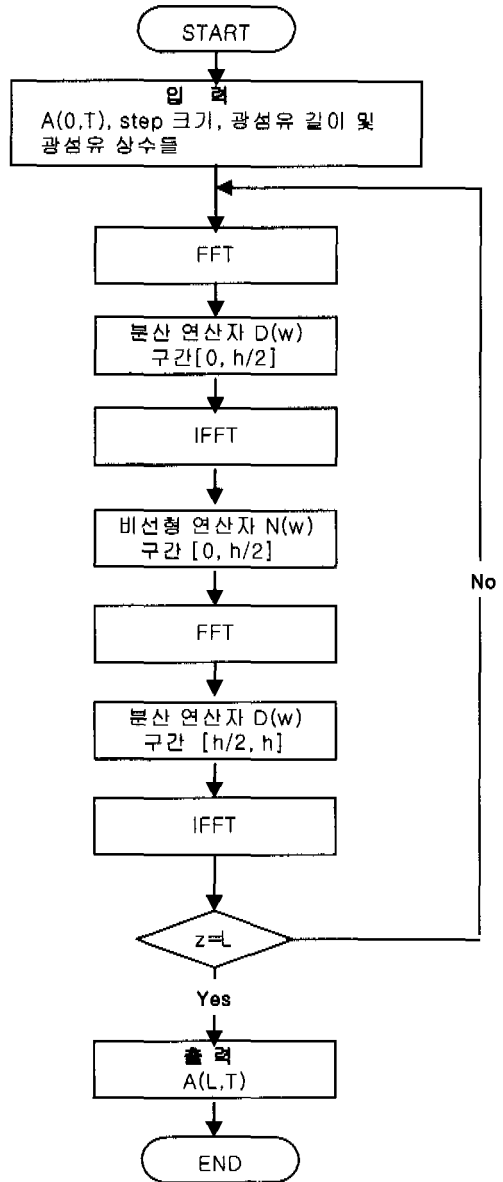 START
입 력
A(0,T), step 크기, 광섬유 길이 및
광섬유 상수들
FFT
분산 연산자 D(w)
구간[0, h/2]
IFFT
비선형 연산자 N(w)
구간 [0, h/2]
No
FFT
분산 연산자 D(w)
구간 [h/2, h]
IFFT
z=L
Yes
출 력
A(L,T)
END